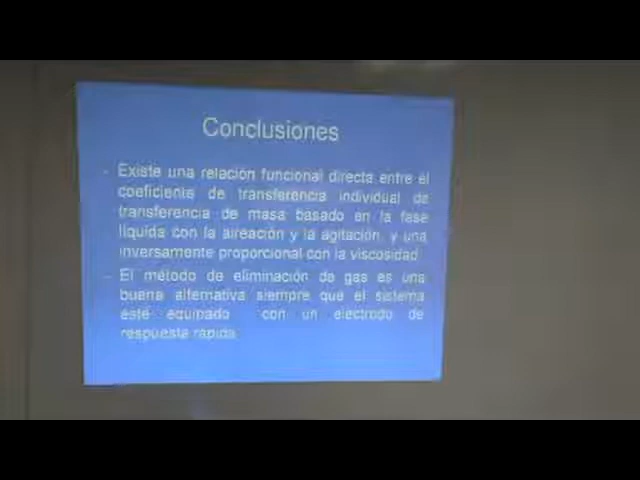 Conclusiones
- Existe una relación funcional directa entre el
coeficiente de transferencia individual de
transferencia de masa basado en la fase
líquida con la aireación y la agitación, y una
inversamente proporcional con la viscosidad.
- El método de eliminación de gas es una
buena alternativa siempre que el sistema
esté equipado con un electrodo de
respuesta rápida.